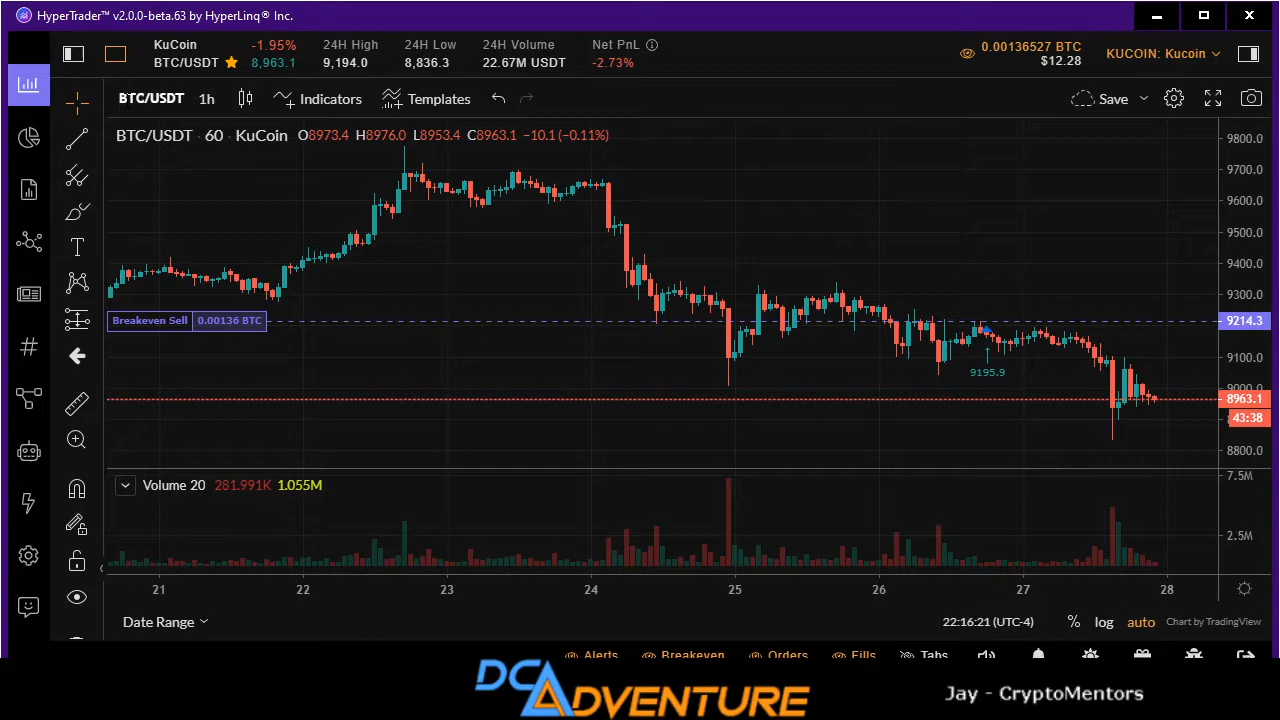 HyperTrader™ v2.0.0-beta.63 by HyperLinq® Inc.
KuCoin -1.95% 24H High 24H Low 24H Volume Net PnL
BTC/USDT 8,963.1 9,194.0 8,836.3 22.67M USDT -2.73%
0.00136527 BTC
$12.28
KUCOIN: Kucoin
BTC/USDT 1h Indicators Templates Save
BTC/USDT · 60 · KuCoin O8973.4 H8976.0 L8953.4 C8963.1 −10.1 (−0.11%)
9800.0
9700.0
9600.0
9500.0
9400.0
9300.0
Breakeven Sell 0.00136 BTC 9214.3
9100.0
9195.9
9000.0
8963.1
43:38
8800.0
Volume 20 281.991K 1.055M
7.5M
2.5M
21 22 23 24 25 26 27 28
Date Range 22:16:21 (UTC-4) % log auto Chart by TradingView
Alerts Breakeven Orders Fills Tabs
DCADVENTURE
Jay - CryptoMentors